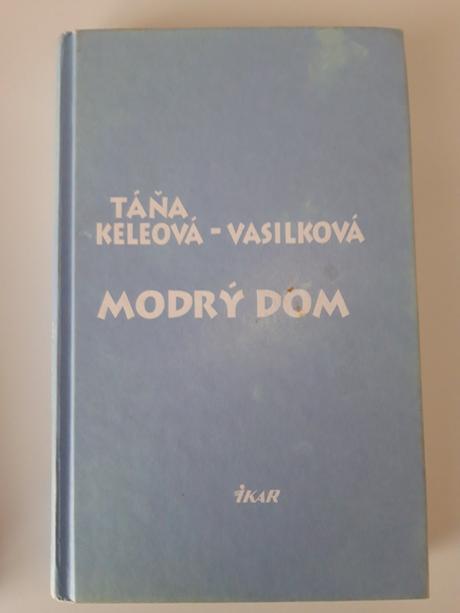 TÁŇA
KELEOVÁ - VASILKOVÁ
MODRÝ DOM
IKAR